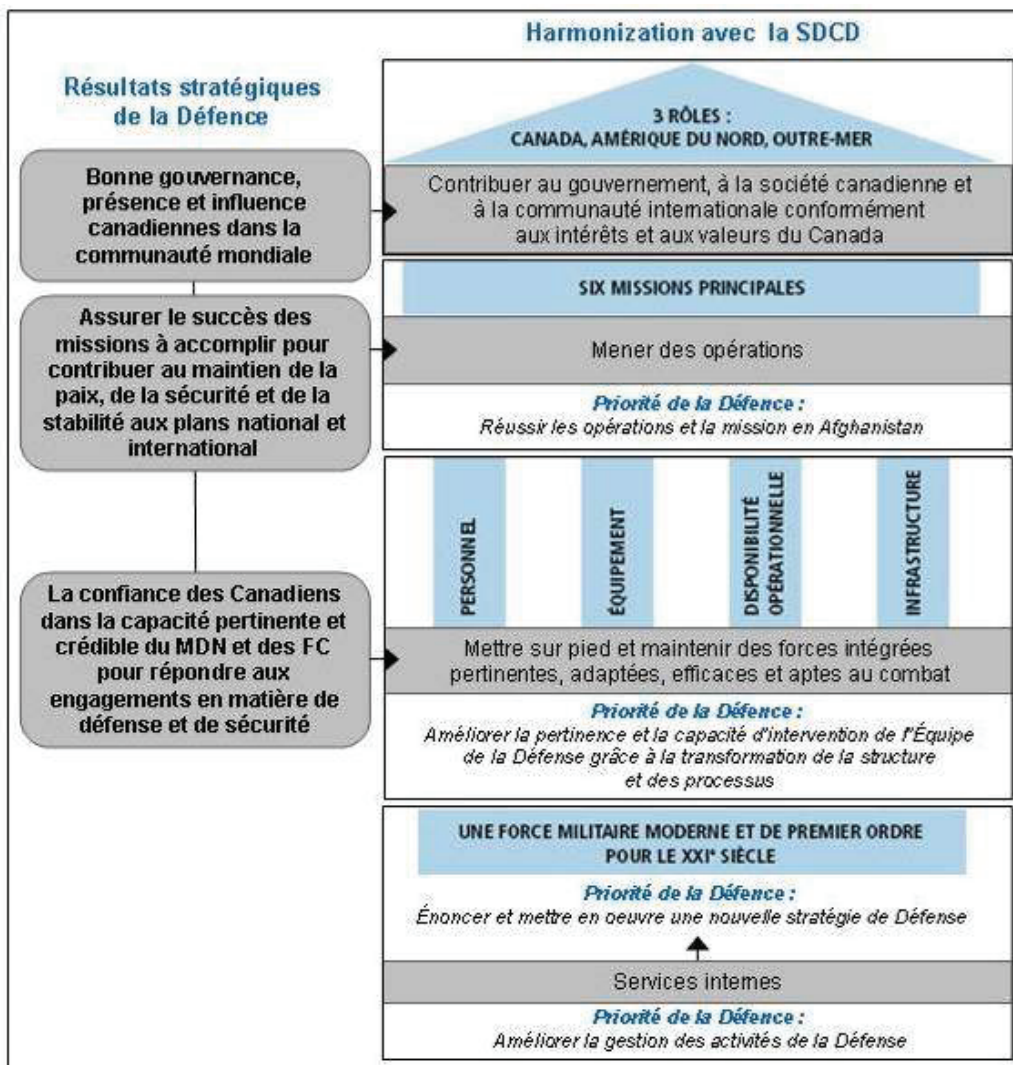 Harmonization avec la SDCD
Résultats stratégiques
de la Défence
3 RÔLES :
CANADA, AMÉRIQUE DU NORD, OUTRE-MER
Bonne gouvernance,
présence et influence
canadiennes dans la
communauté mondiale
Contribuer au gouvernement, à la société canadienne et
à la communauté internationale conformément
aux intérêts et aux valeurs du Canada
SIX MISSIONS PRINCIPALES
Assurer le succès des
missions à accomplir pour
contribuer au maintien de la
paix, de la sécurité et de la
stabilité aux plans national et
international
Mener des opérations
Priorité de la Défence :
Réussir les opérations et la mission en Afghanistan
PERSONNEL
ÉQUIPEMENT
DISPONIBILITÉ
OPÉRATIONNELLE
INFRASTRUCTURE
La confiance des Canadiens
dans la capacité pertinente et
crédible du MDN et des FC
pour répondre aux
engagements en matière de
défense et de sécurité
Mettre sur pied et maintenir des forces intégrées
pertinentes, adaptées, efficaces et aptes au combat
Priorité de la Défence :
Améliorer la pertinence et la capacité d'intervention de l'Équipe
de la Défense grâce à la transformation de la structure
et des processus
UNE FORCE MILITAIRE MODERNE ET DE PREMIER ORDRE
POUR LE XXIe SIÈCLE
Priorité de la Défence :
Énoncer et mettre en oeuvre une nouvelle stratégie de Défense
Services internes
Priorité de la Défence :
Améliorer la gestion des activités de la Défense